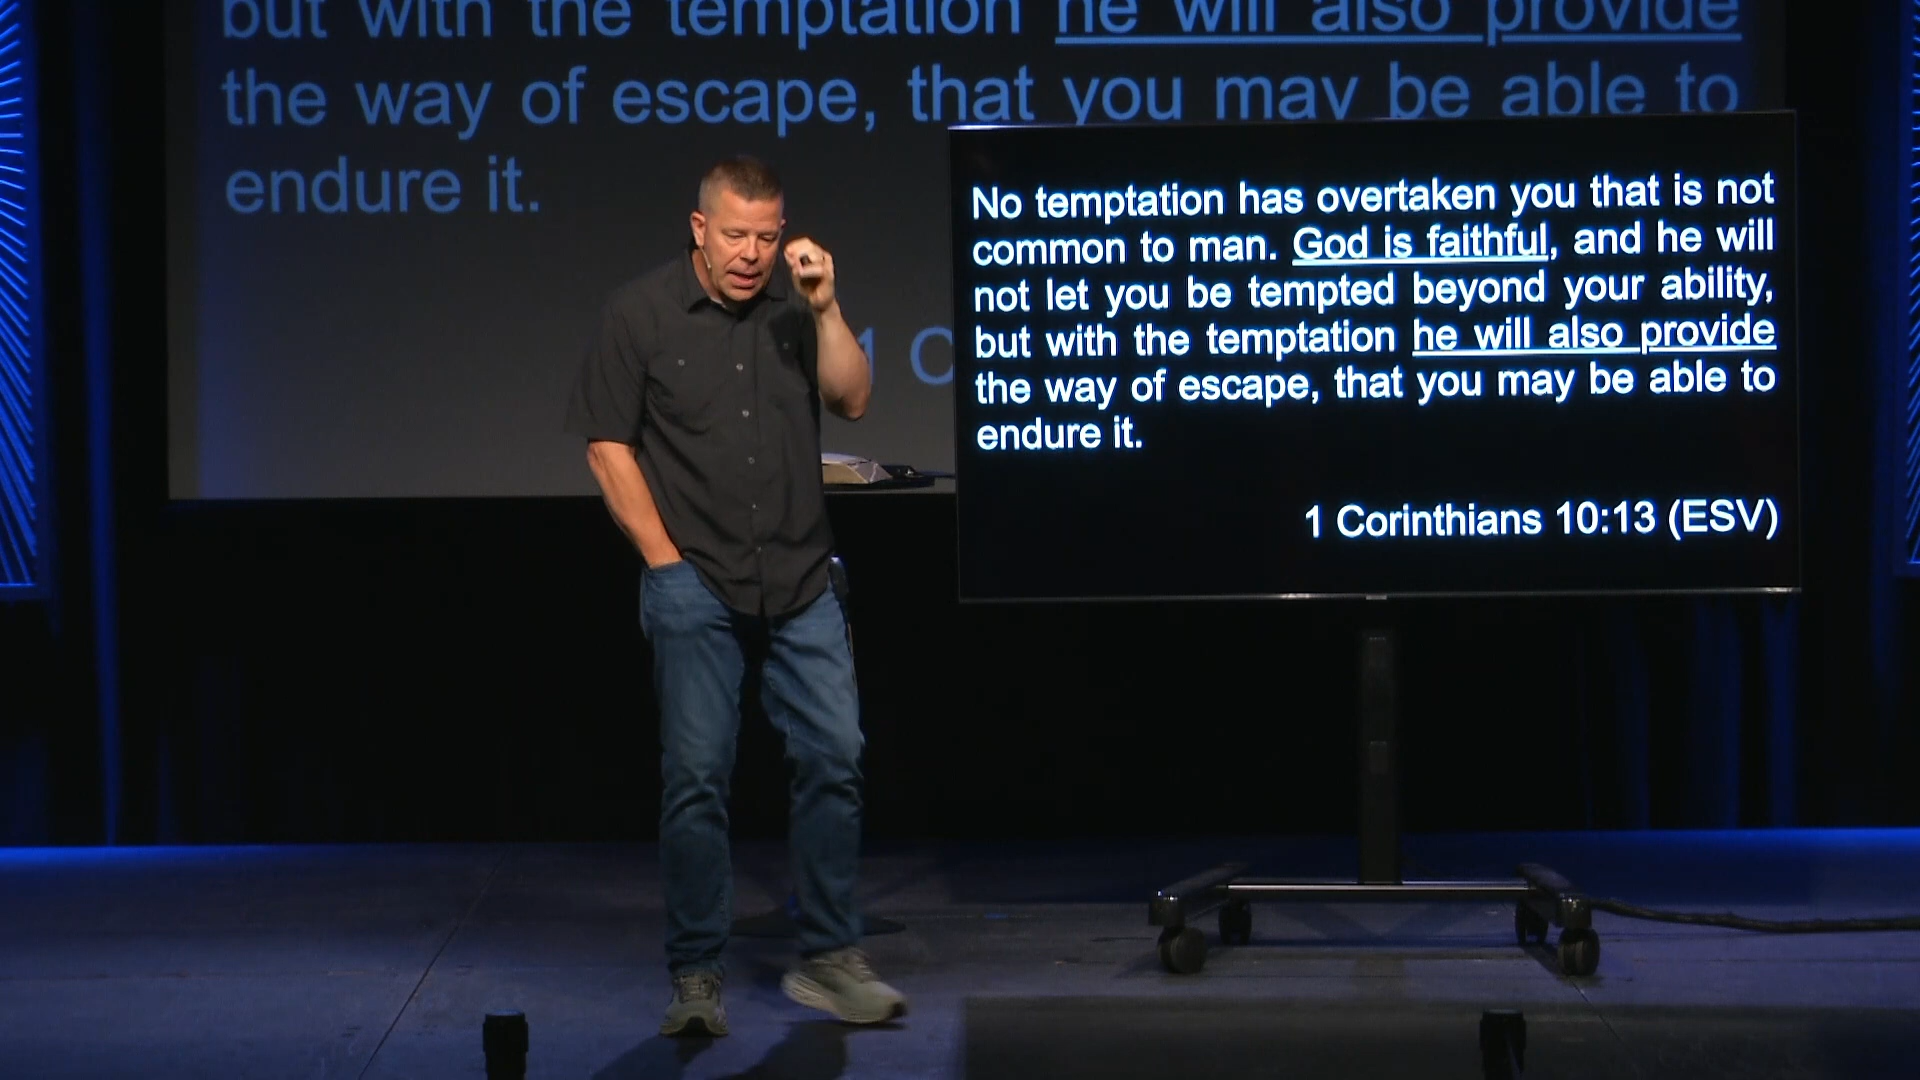 but with the temptation he will also provide
the way of escape, that you may be able to
endure it.
1 C
No temptation has overtaken you that is not
common to man. God is faithful, and he will
not let you be tempted beyond your ability,
but with the temptation he will also provide
the way of escape, that you may be able to
endure it.
1 Corinthians 10:13 (ESV)